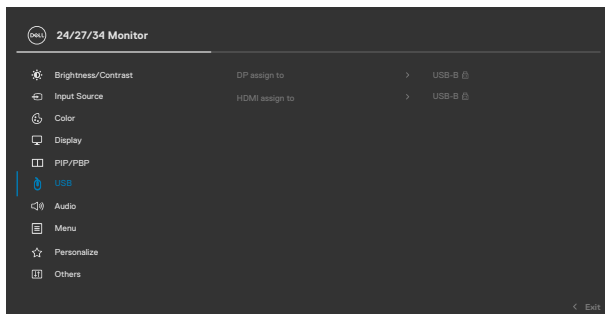 DELL 24/27/34 Monitor
Brightness/Contrast DP assign to > USB-B
Input Source HDMI assign to > USB-B
Color
Display
PIP/PBP
USB
Audio
Menu
Personalize
Others
< Exit